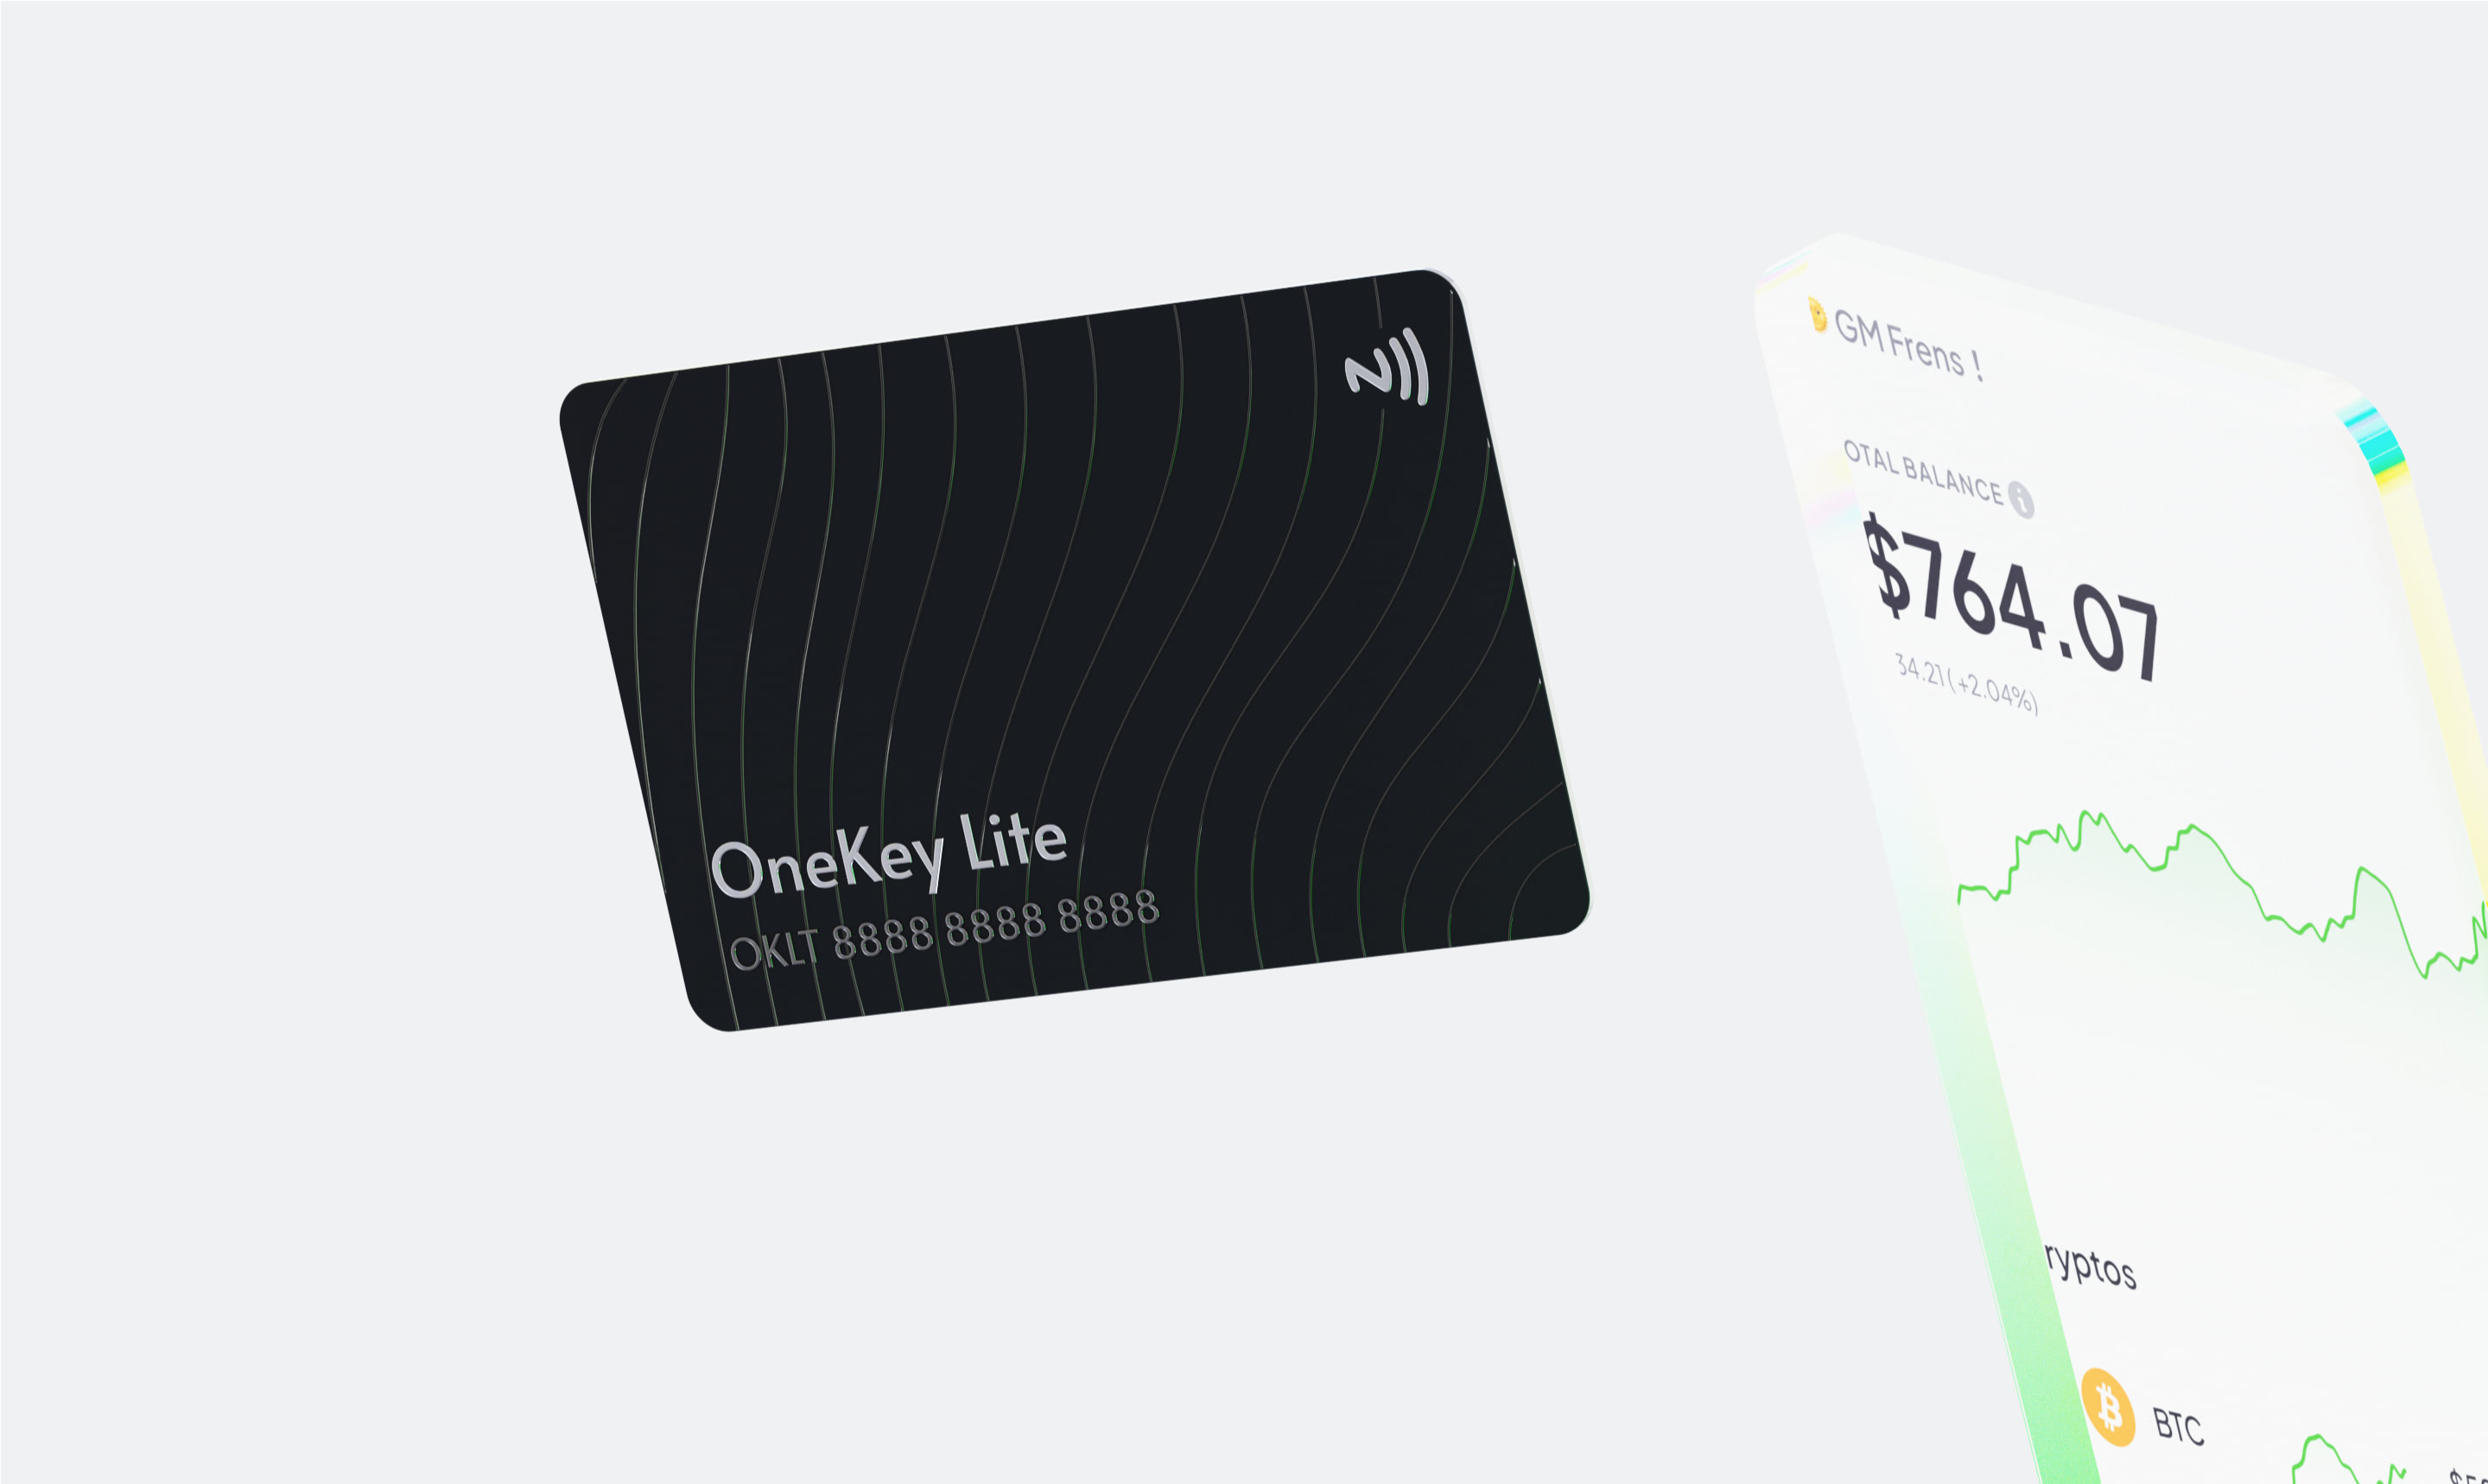 OneKey Lite
OKLT 8888 8888 8888
GM Frens !
OTAL BALANCE
$764.07
34.21(+2.04%)
ryptos
BTC